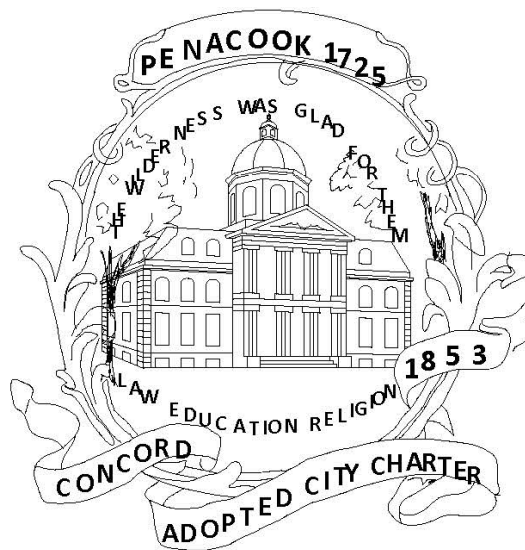 PENACOOK 1725
THE WILDERNESS WAS GLAD FOR THEM
LAW EDUCATION RELIGION
1853
CONCORD
ADOPTED CITY CHARTER